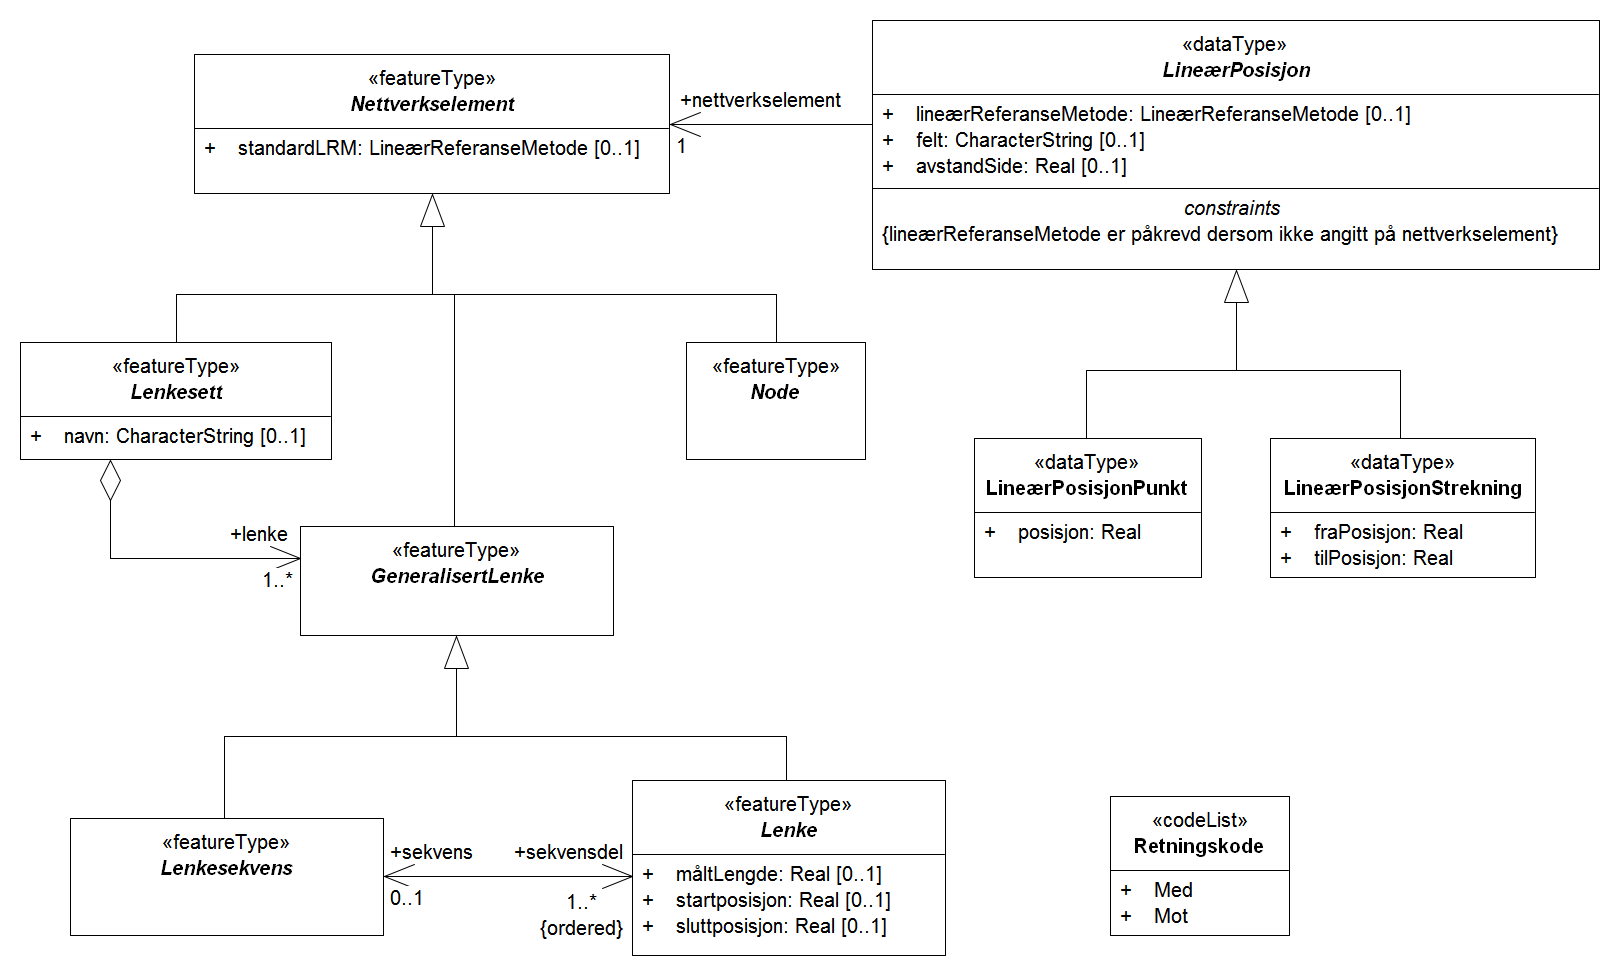 «featureType»
Nettverkselement
+ standardLRM: LineærReferanseMetode [0..1]
+nettverkselement
1
«dataType»
LineærPosisjon
+ lineærReferanseMetode: LineærReferanseMetode [0..1]
+ felt: CharacterString [0..1]
+ avstandSide: Real [0..1]
constraints
{lineærReferanseMetode er påkrevd dersom ikke angitt på nettverkselement}
«featureType»
Lenkesett
+ navn: CharacterString [0..1]
«featureType»
Node
«dataType»
LineærPosisjonPunkt
+ posisjon: Real
«dataType»
LineærPosisjonStrekning
+ fraPosisjon: Real
+ tilPosisjon: Real
+lenke
1..*
«featureType»
GeneralisertLenke
«featureType»
Lenkesekvens
+sekvens
0..1
+sekvensdel
1..*
{ordered}
«featureType»
Lenke
+ måltLengde: Real [0..1]
+ startposisjon: Real [0..1]
+ sluttposisjon: Real [0..1]
«codeList»
Retningskode
+ Med
+ Mot